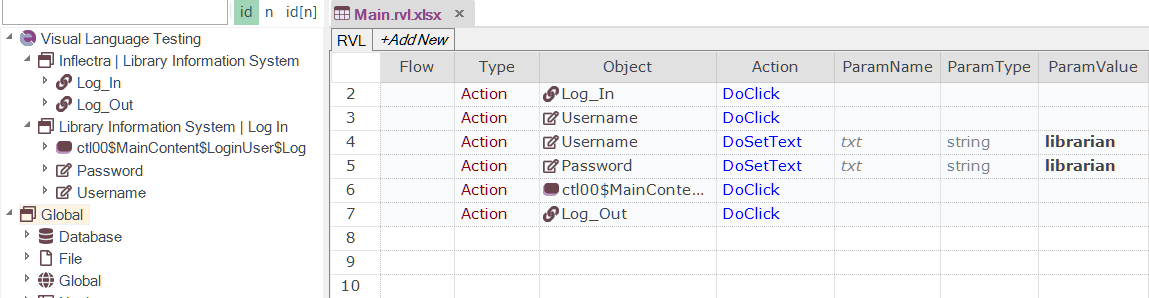 id n id[n]
Visual Language Testing
Inflectra | Library Information System
Log_In
Log_Out
Library Information System | Log In
ctl00$MainContent$LoginUser$Log
Password
Username
Global
Database
File
Global
Main.rvl.xlsx ×
RVL +Add New
Flow Type Object Action ParamName ParamType ParamValue
2 Action Log_In DoClick
3 Action Username DoClick
4 Action Username DoSetText txt string librarian
5 Action Password DoSetText txt string librarian
6 Action ctl00$MainConte... DoClick
7 Action Log_Out DoClick
8
9
10